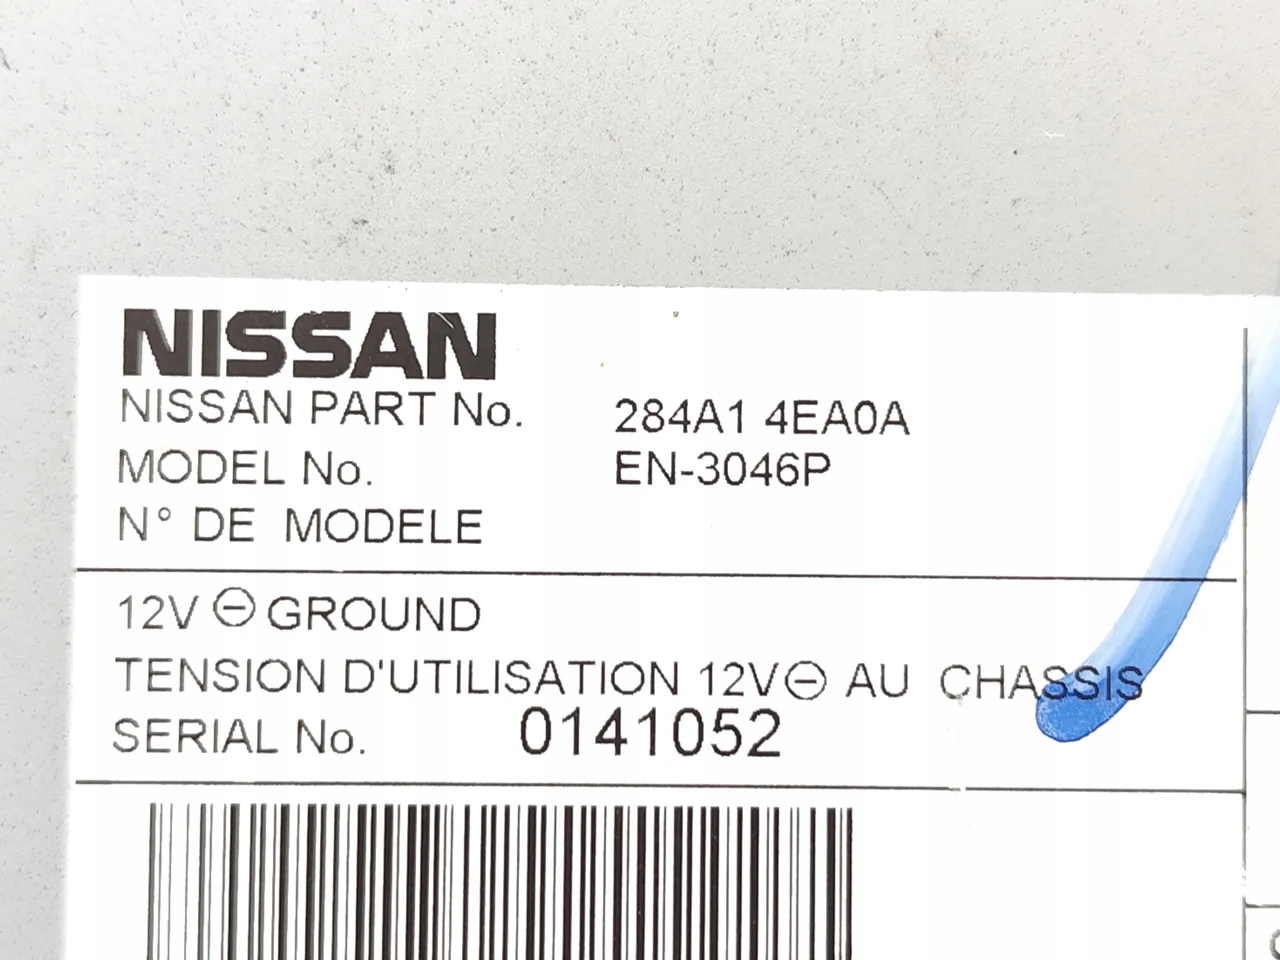 NISSAN
NISSAN PART No. 284A1 4EA0A
MODEL No. EN-3046P
N° DE MODELE
12V ⊖ GROUND
TENSION D'UTILISATION 12V ⊖ AU CHASSIS
SERIAL No. 0141052